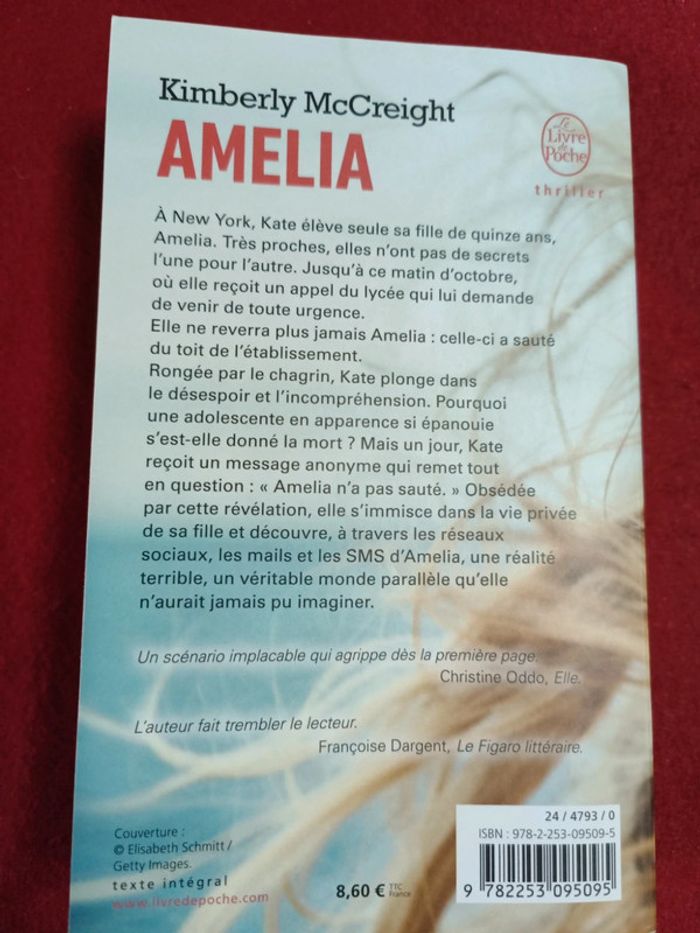 Kimberly McCreight
AMELIA
Le
Livre
de
Poche
thriller
À New York, Kate élève seule sa fille de quinze ans,
Amelia. Très proches, elles n'ont pas de secrets
l'une pour l'autre. Jusqu'à ce matin d'octobre,
où elle reçoit un appel du lycée qui lui demande
de venir de toute urgence.
Elle ne reverra plus jamais Amelia : celle-ci a sauté
du toit de l'établissement.
Rongée par le chagrin, Kate plonge dans
le désespoir et l'incompréhension. Pourquoi
une adolescente en apparence si épanouie
s'est-elle donné la mort ? Mais un jour, Kate
reçoit un message anonyme qui remet tout
en question : « Amelia n'a pas sauté. » Obsédée
par cette révélation, elle s'immisce dans la vie privée
de sa fille et découvre, à travers les réseaux
sociaux, les mails et les SMS d'Amelia, une réalité
terrible, un véritable monde parallèle qu'elle
n'aurait jamais pu imaginer.
Un scénario implacable qui agrippe dès la première page.
Christine Oddo, Elle.
L'auteur fait trembler le lecteur.
Françoise Dargent, Le Figaro littéraire.
Couverture :
© Elisabeth Schmitt /
Getty Images.
texte intégral
www.livredepoche.com
8,60 € TTC
France
24 / 4793 / 0
ISBN : 978-2-253-09509-5
9 782253 095095